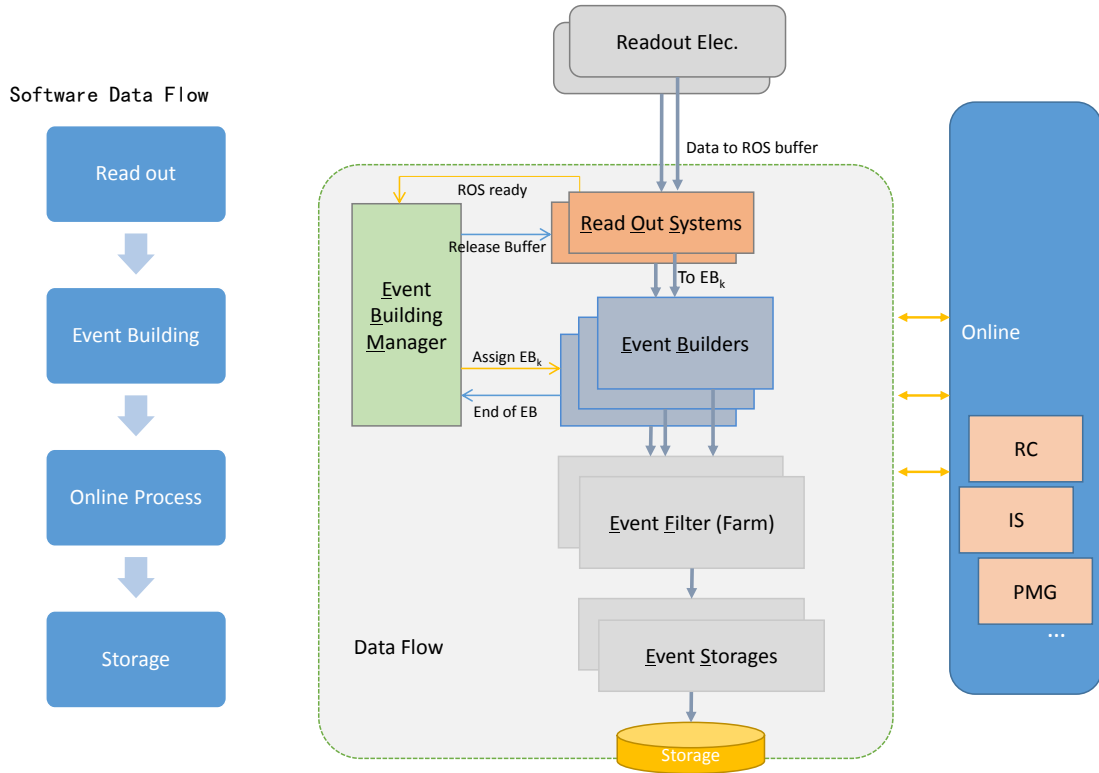 Software Data Flow
Read out
Event Building
Online Process
Storage
Readout Elec.
Data to ROS buffer
ROS ready
Read Out Systems
Release Buffer
To EBk
Event
Building
Manager
Event Builders
Assign EBk
End of EB
Event Filter (Farm)
Event Storages
Data Flow
Storage
Online
RC
IS
PMG
...